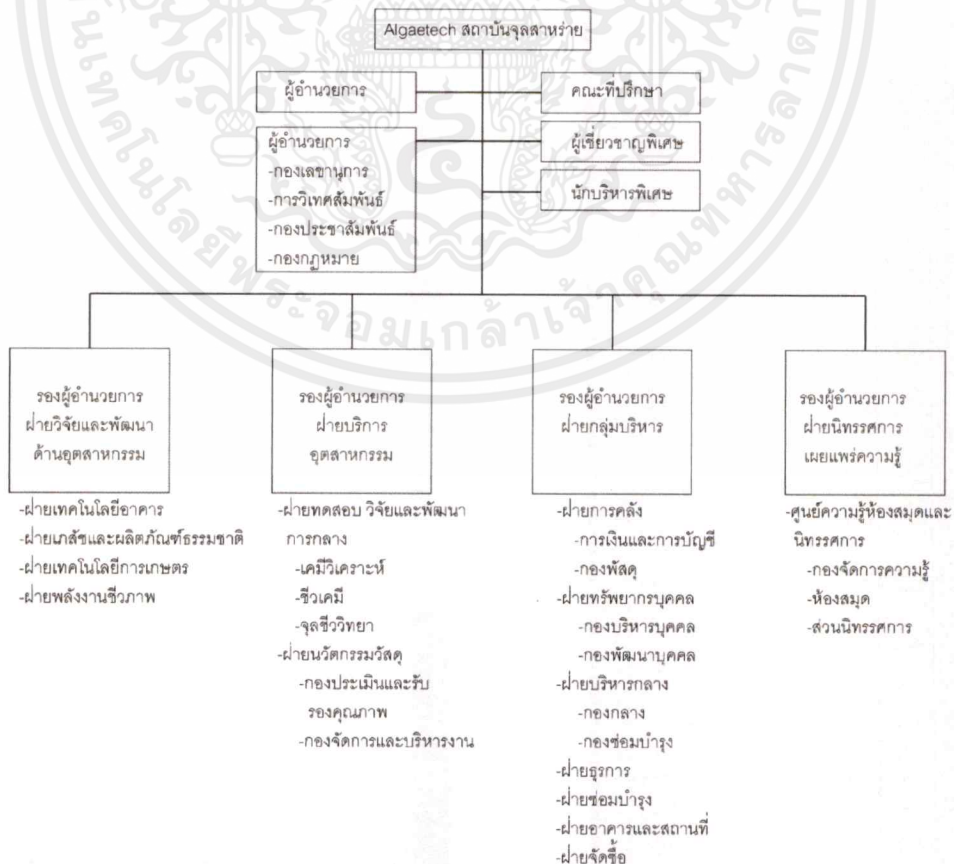 Algaetech สถาบันจุลสาหร่าย
ผู้อำนวยการ
คณะที่ปรึกษา
ผู้อำนวยการ
-กองเลขานุการ
-การวิเทศสัมพันธ์
-กองประชาสัมพันธ์
-กองกฎหมาย
ผู้เชี่ยวชาญพิเศษ
นักบริหารพิเศษ
รองผู้อำนวยการ
ฝ่ายวิจัยและพัฒนา
ด้านอุตสาหกรรม
-ฝ่ายเทคโนโลยีอาคาร
-ฝ่ายเภสัชและผลิตภัณฑ์ธรรมชาติ
-ฝ่ายเทคโนโลยีการเกษตร
-ฝ่ายพลังงานชีวภาพ
รองผู้อำนวยการ
ฝ่ายบริการ
อุตสาหกรรม
-ฝ่ายทดสอบ วิจัยและพัฒนา
การกลาง
-เคมีวิเคราะห์
-ชีวเคมี
-จุลชีววิทยา
-ฝ่ายนวัตกรรมวัสดุ
-กองประเมินและรับ
รองคุณภาพ
-กองจัดการและบริหารงาน
รองผู้อำนวยการ
ฝ่ายกลุ่มบริหาร
-ฝ่ายการคลัง
-การเงินและการบัญชี
-กองพัสดุ
-ฝ่ายทรัพยากรบุคคล
-กองบริหารบุคคล
-กองพัฒนาบุคคล
-ฝ่ายบริหารกลาง
-กองกลาง
-กองซ่อมบำรุง
-ฝ่ายธุรการ
-ฝ่ายซ่อมบำรุง
-ฝ่ายอาคารและสถานที่
-ฝ่ายจัดซื้อ
รองผู้อำนวยการ
ฝ่ายนิทรรศการ
เผยแพร่ความรู้
-ศูนย์ความรู้ห้องสมุดและ
นิทรรศการ
-กองจัดการความรู้
-ห้องสมุด
-ส่วนนิทรรศการ